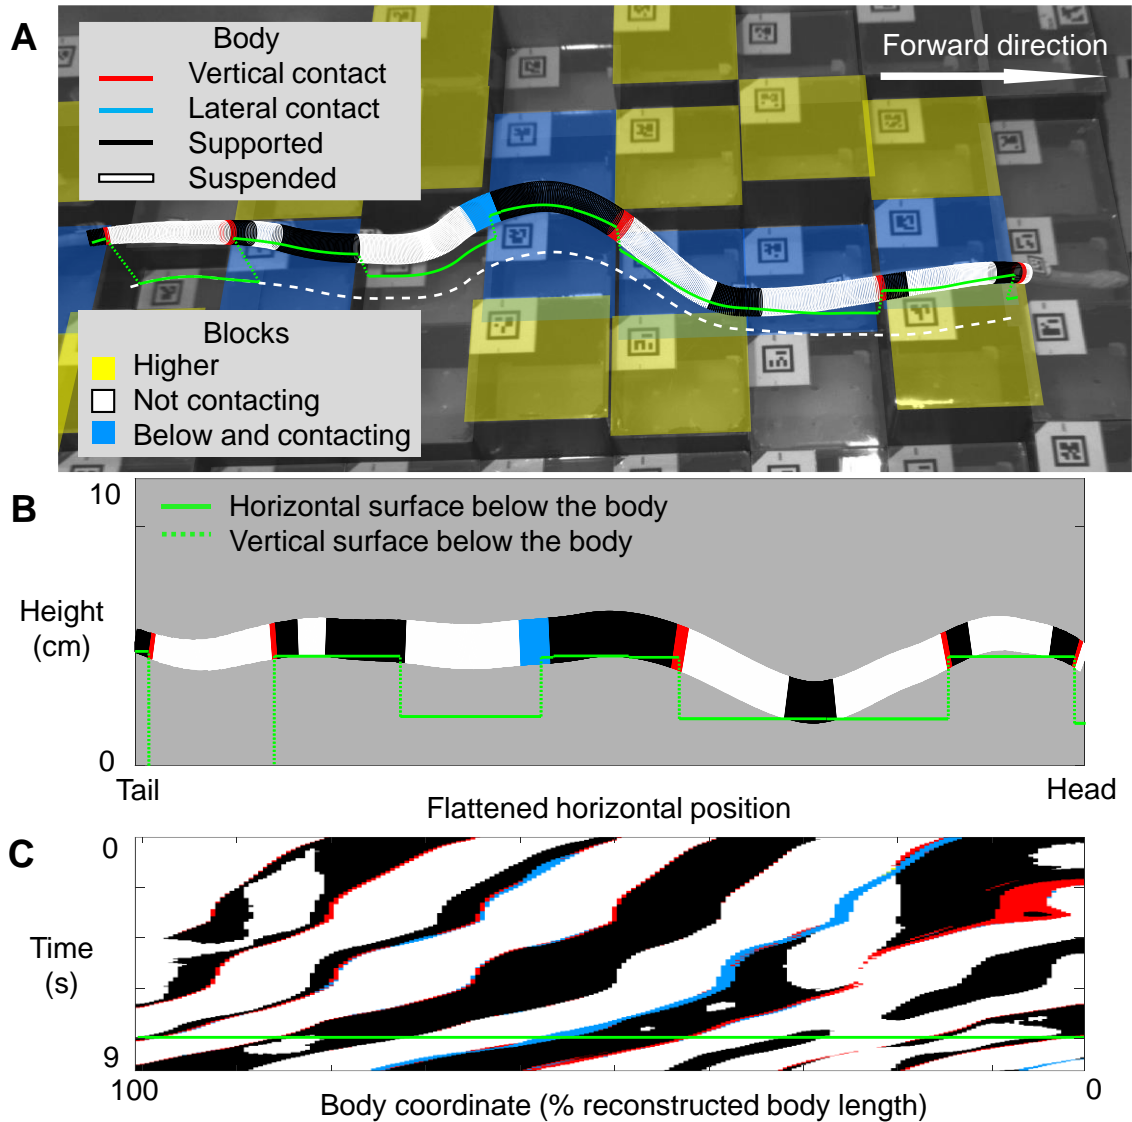 A
Body
Vertical contact
Lateral contact
Supported
Suspended
Forward direction
Blocks
Higher
Not contacting
Below and contacting
B
10
Horizontal surface below the body
Vertical surface below the body
Height
(cm)
0
Tail
Head
Flattened horizontal position
C
0
Time
(s)
9
100
0
Body coordinate (% reconstructed body length)